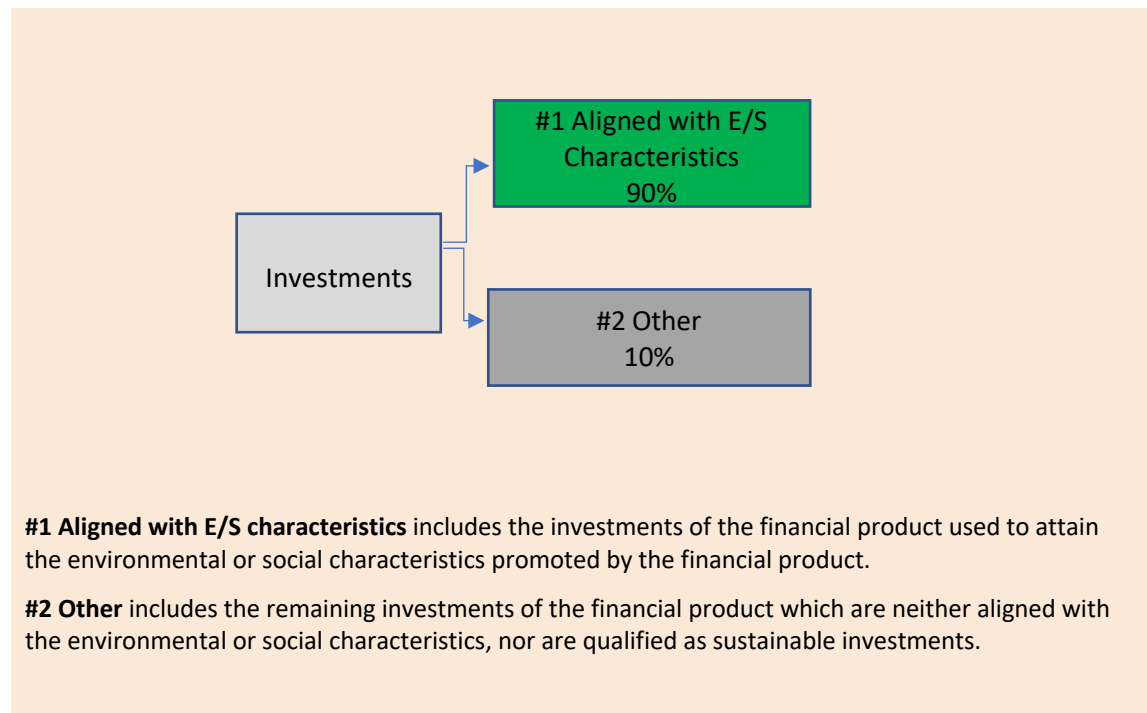 #1 Aligned with E/S
Characteristics
90%
Investments
#2 Other
10%
#1 Aligned with E/S characteristics includes the investments of the financial product used to attain
the environmental or social characteristics promoted by the financial product.
#2 Other includes the remaining investments of the financial product which are neither aligned with
the environmental or social characteristics, nor are qualified as sustainable investments.